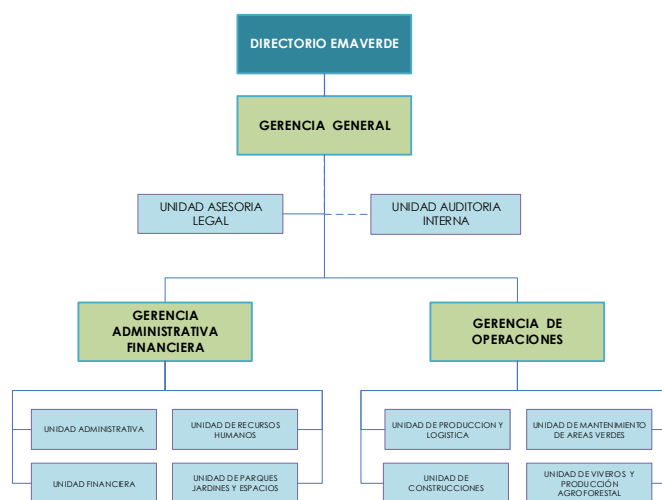 DIRECTORIO EMAVERDE
GERENCIA GENERAL
UNIDAD ASESORIA
LEGAL
UNIDAD AUDITORIA
INTERNA
GERENCIA
ADMINISTRATIVA
FINANCIERA
GERENCIA DE
OPERACIONES
UNIDAD ADMINISTRATIVA
UNIDAD DE RECURSOS
HUMANOS
UNIDAD DE PRODUCCION Y
LOGISTICA
UNIDAD DE MANTENIMIENTO
DE AREAS VERDES
UNIDAD FINANCIERA
UNIDAD DE PARQUES
JARDINES Y ESPACIOS
UNIDAD DE
CONSTRUCCIONES
UNIDAD DE VIVEROS Y
PRODUCCIÓN
AGROFORESTAL